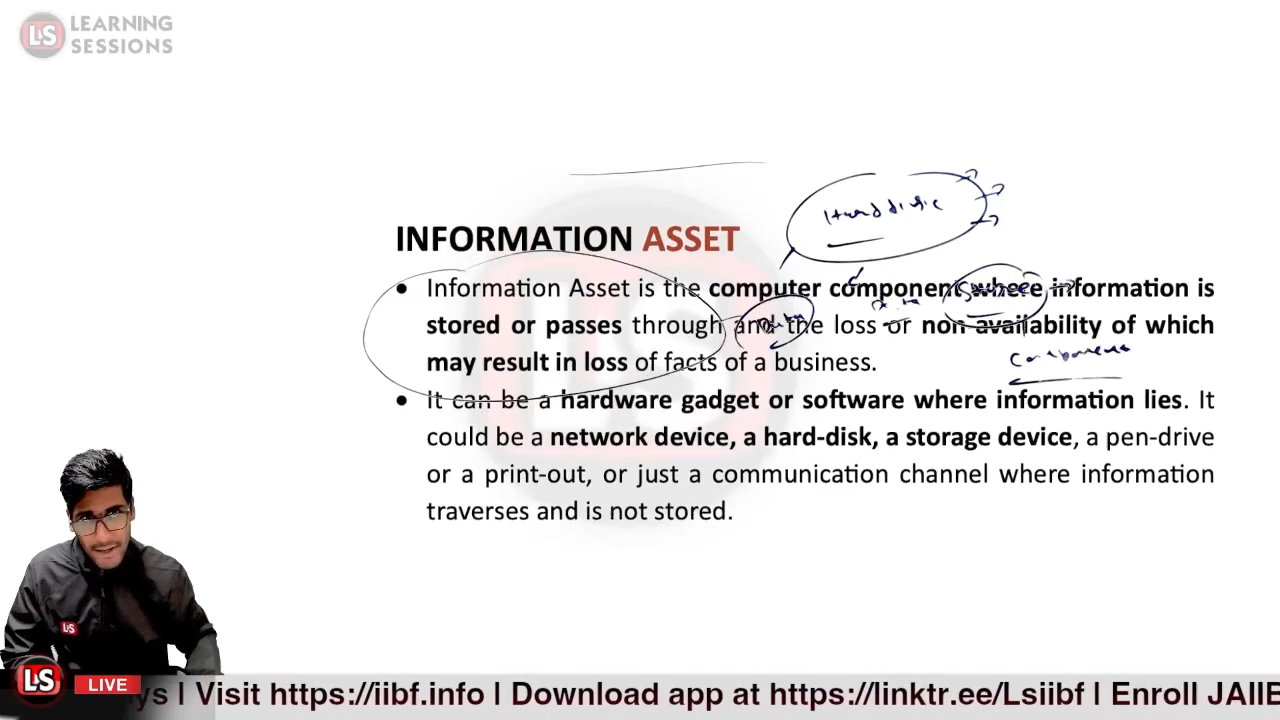 LS LEARNING
SESSIONS
Hard disk
INFORMATION ASSET
• Information Asset is the computer component where information is
stored or passes through and the loss or non availability of which
may result in loss of facts of a business.
• It can be a hardware gadget or software where information lies. It
could be a network device, a hard-disk, a storage device, a pen-drive
or a print-out, or just a communication channel where information
traverses and is not stored.
LS
LS LIVE ys | Visit https://iibf.info | Download app at https://linktr.ee/Lsiibf | Enroll JAIIE